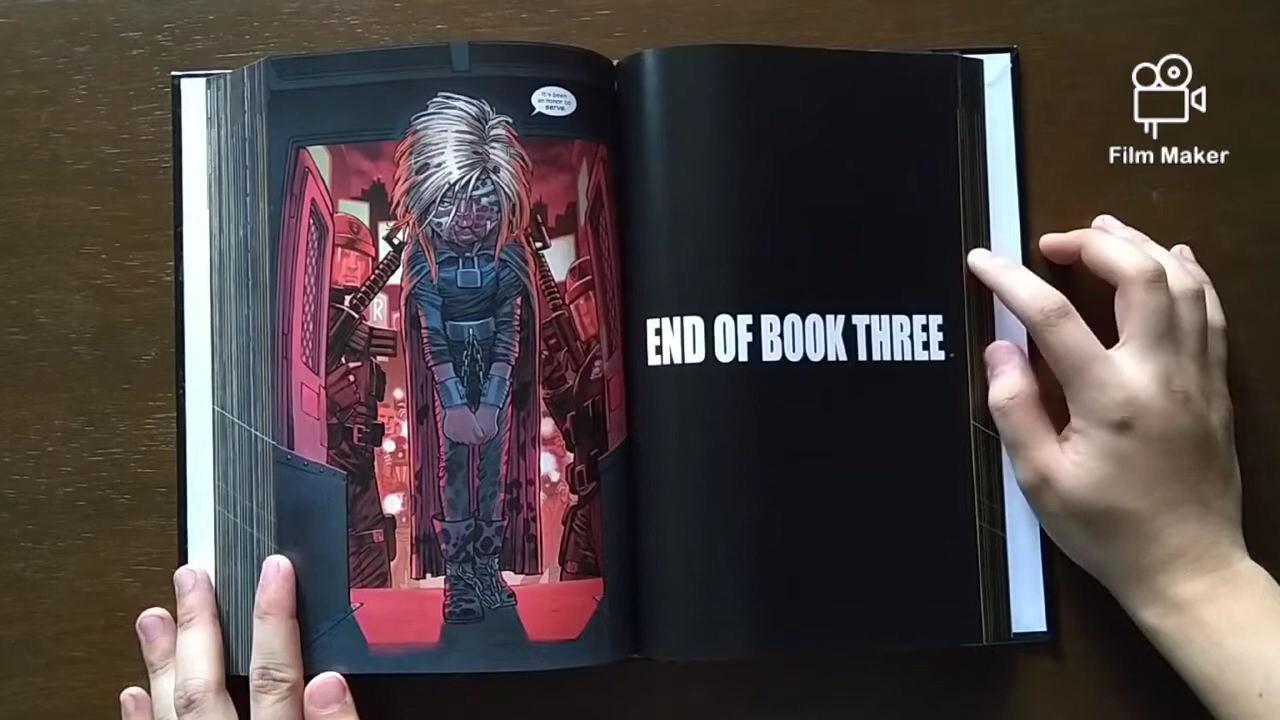 It's been
an honor to
serve.
Film Maker
R
END OF BOOK THREE